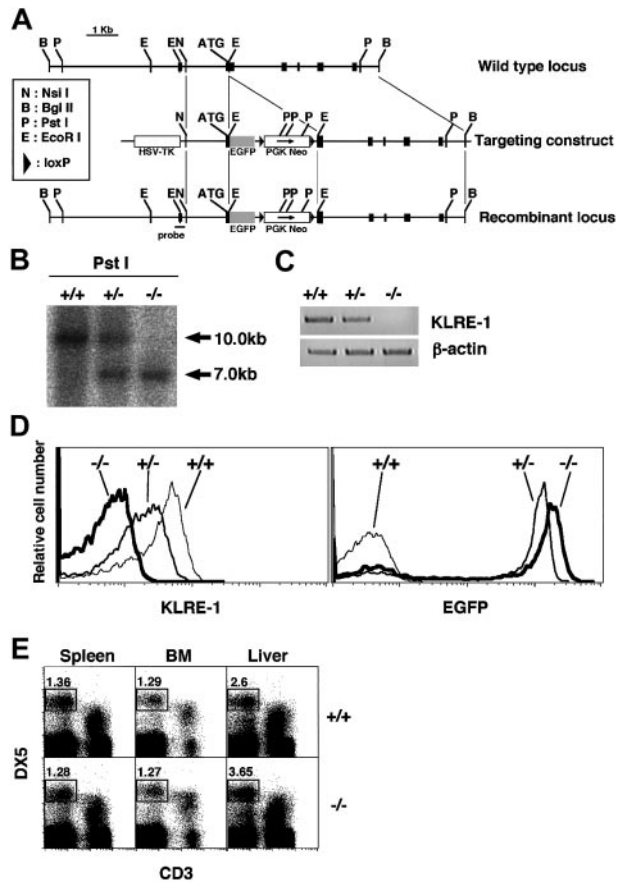 A
1 Kb
B P E EN ATG E P B
Wild type locus
N : Nsi I
B : Bgl II
P : Pst I
E : EcoR I
: loxP
N ATG E PP P E P B
HSV-TK EGFP PGK Neo
Targeting construct
B P E EN ATG E PP P E P B
probe EGFP PGK Neo
Recombinant locus
B
Pst I
+/+ +/- -/-
10.0kb
7.0kb
C
+/+ +/- -/-
KLRE-1
β-actin
D
Relative cell number
-/- +/- +/+
KLRE-1
+/+ +/- -/-
EGFP
E
Spleen BM Liver
1.36 1.29 2.6
+/+
1.28 1.27 3.65
-/-
DX5
CD3